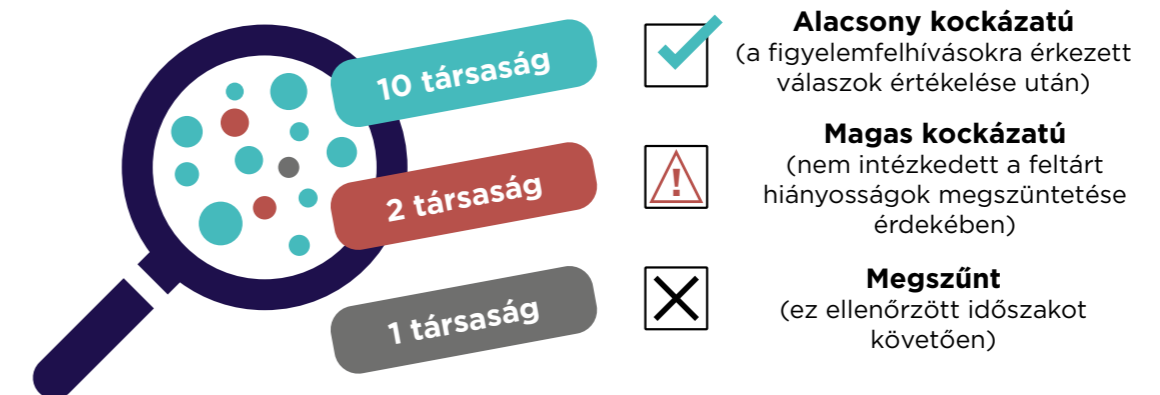 10 társaság
Alacsony kockázatú
(a figyelemfelhívásokra érkezett
válaszok értékelése után)
2 társaság
Magas kockázatú
(nem intézkedett a feltárt
hiányosságok megszüntetése
érdekében)
1 társaság
Megszűnt
(ez ellenőrzött időszakot
követően)